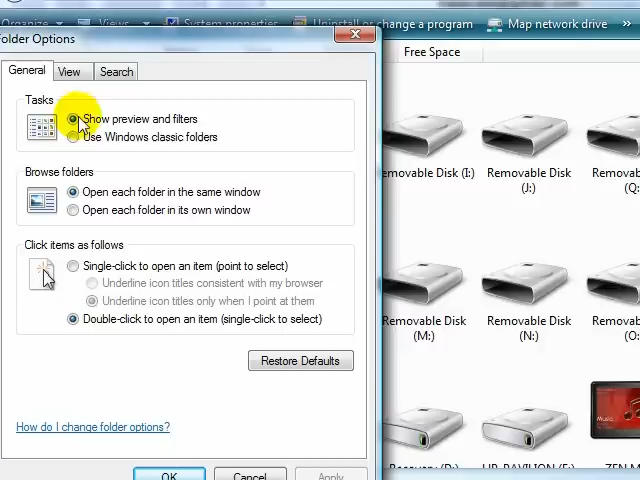 Organize
Views
System properties
Uninstall or change a program
Map network drive
»
Folder Options
Free Space
General
View
Search
Tasks
Show preview and filters
Use Windows classic folders
Browse folders
Open each folder in the same window
Open each folder in its own window
Click items as follows
Single-click to open an item (point to select)
Underline icon titles consistent with my browser
Underline icon titles only when I point at them
Double-click to open an item (single-click to select)
Restore Defaults
How do I change folder options?
OK
Cancel
Apply
emovable Disk (I:)
Removable Disk
(J:)
Removable
(Q:
Removable Disk
(M:)
Removable Disk
(N:)
Removable
(O:
Recovery (D:)
HP_PAVILION (F:)
ZEN M
Music